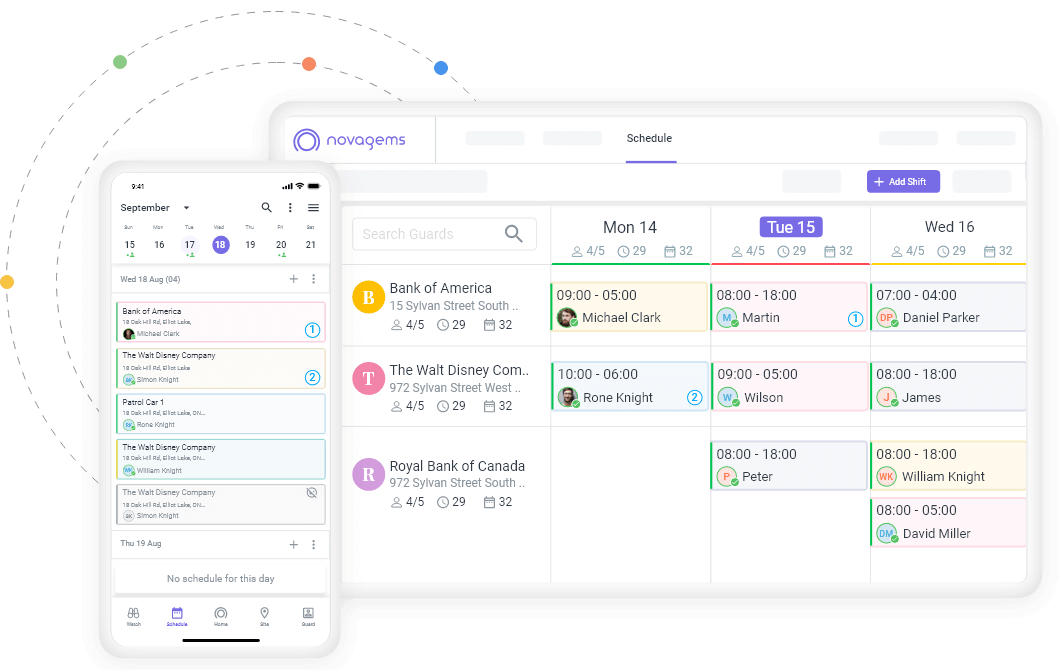 novagems
Schedule
+ Add Shift
Search Guards
Mon 14
4/5 29 32
Tue 15
4/5 29 32
Wed 16
4/5 29 32
B
Bank of America
15 Sylvan Street South ..
4/5 29 32
09:00 - 05:00
Michael Clark
08:00 - 18:00
M Martin 1
07:00 - 04:00
DP Daniel Parker
T
The Walt Disney Com..
972 Sylvan Street West ..
4/5 29 32
10:00 - 06:00
Rone Knight 2
09:00 - 05:00
W Wilson
08:00 - 18:00
J James
R
Royal Bank of Canada
972 Sylvan Street South ..
4/5 29 32
08:00 - 18:00
P Peter
08:00 - 18:00
WK William Knight
08:00 - 05:00
DM David Miller
9:41
September
Sun Mon Tue Wed Thu Fri Sat
15 16 17 18 19 20 21
Wed 18 Aug (04)
Bank of America
18 Oak Hill Rd, Elliot Lake,
Michael Clark 1
The Walt Disney Company
18 Oak Hill Rd, Elliot Lake
SK Simon Knight 2
Patrol Car 1
18 Oak Hill Rd, Elliot Lake, ON...
RK Rone Knight
The Walt Disney Company
18 Oak Hill Rd, Elliot Lake, ON...
WK William Knight
The Walt Disney Company
18 Oak Hill Rd, Elliot Lake, ON...
SK Simon Knight
Thu 19 Aug
No schedule for this day
Watch Schedule Home Site Guard